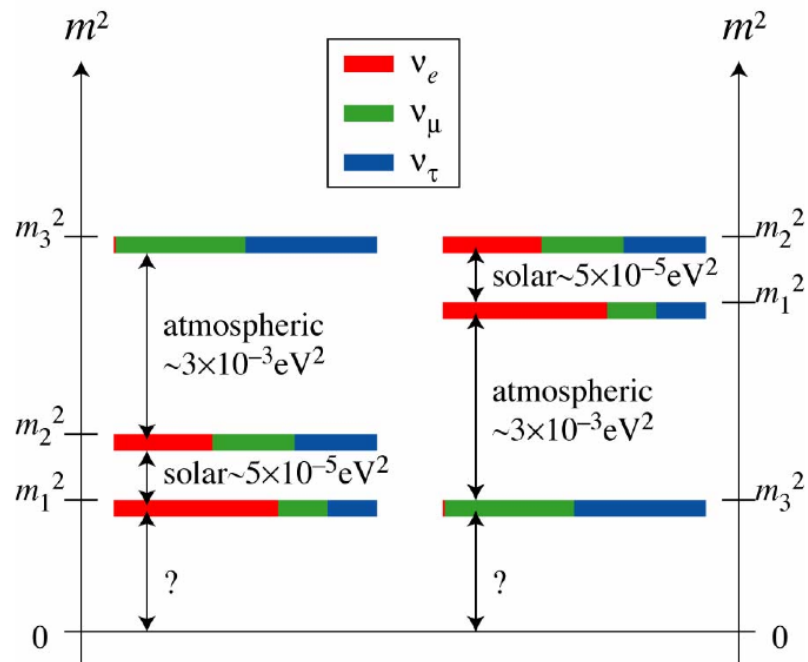 m²
m²
νe
νμ
ντ
m₃²
m₂²
solar~5×10⁻⁵eV²
m₁²
atmospheric
~3×10⁻³eV²
atmospheric
~3×10⁻³eV²
m₂²
solar~5×10⁻⁵eV²
m₁²
m₃²
?
?
0
0